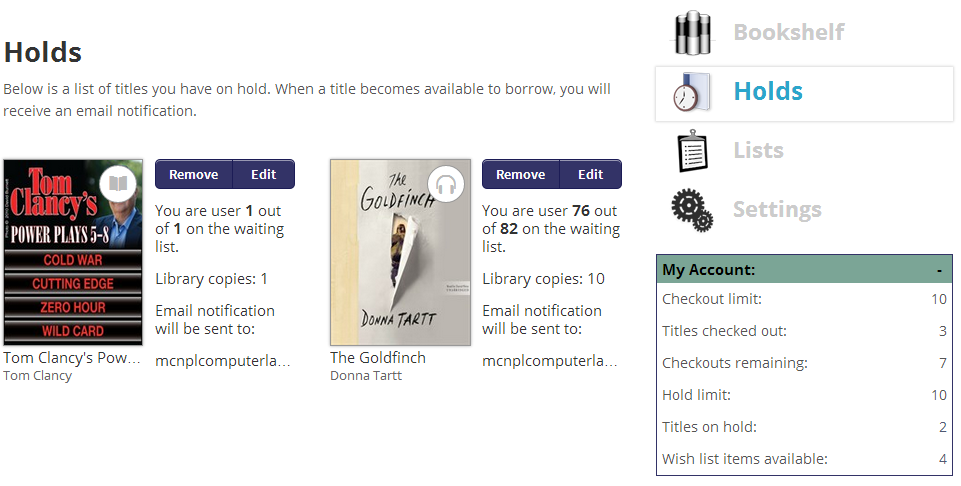 Holds
Below is a list of titles you have on hold. When a title becomes available to borrow, you will
receive an email notification.
Tom
Clancy's
POWER PLAYS 5-8
COLD WAR
CUTTING EDGE
ZERO HOUR
WILD CARD
Tom Clancy's Pow...
Tom Clancy
Remove
Edit
You are user 1 out
of 1 on the waiting
list.
Library copies: 1
Email notification
will be sent to:
mcnplcomputerla...
The
GOLDFINCH
DONNA TARTT
The Goldfinch
Donna Tartt
Remove
Edit
You are user 76 out
of 82 on the waiting
list.
Library copies: 10
Email notification
will be sent to:
mcnplcomputerla...
Bookshelf
Holds
Lists
Settings
My Account: -
Checkout limit: 10
Titles checked out: 3
Checkouts remaining: 7
Hold limit: 10
Titles on hold: 2
Wish list items available: 4